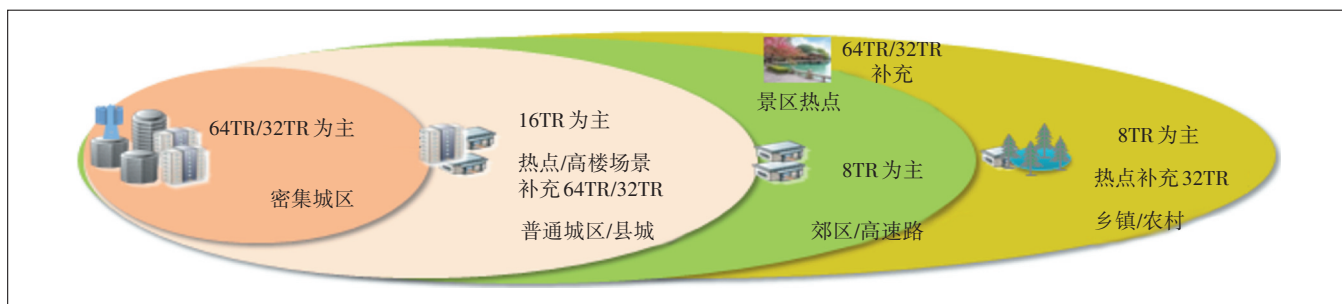 64TR/32TR 为主
密集城区
16TR 为主
热点/高楼场景
补充 64TR/32TR
普通城区/县城
64TR/32TR
补充
景区热点
8TR 为主
郊区/高速路
8TR 为主
热点补充 32TR
乡镇/农村